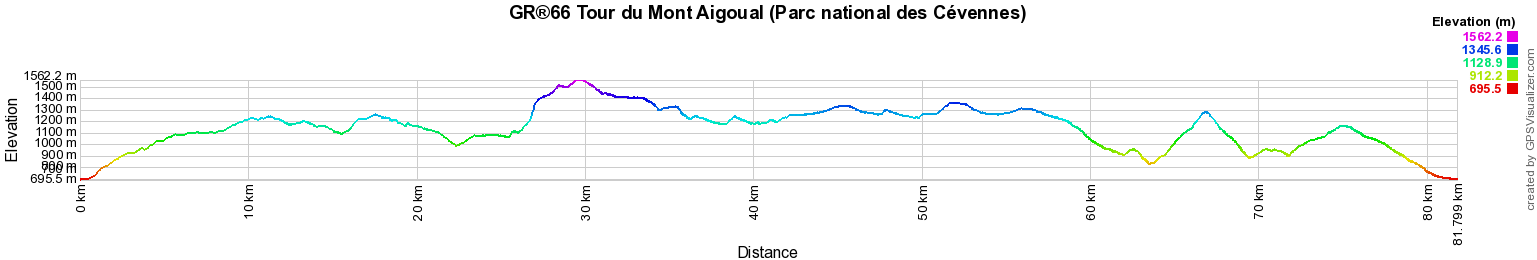 GR®66 Tour du Mont Aigoual (Parc national des Cévennes)
Elevation (m)
1562.2
1345.6
1128.9
912.2
695.5
Elevation
1562.2 m
1500 m
1400 m
1300 m
1200 m
1100 m
1000 m
900 m
800 m
700 m
695.5 m
0 km
10 km
20 km
30 km
40 km
50 km
60 km
70 km
80 km
81.799 km
Distance
created by GPSVisualizer.com